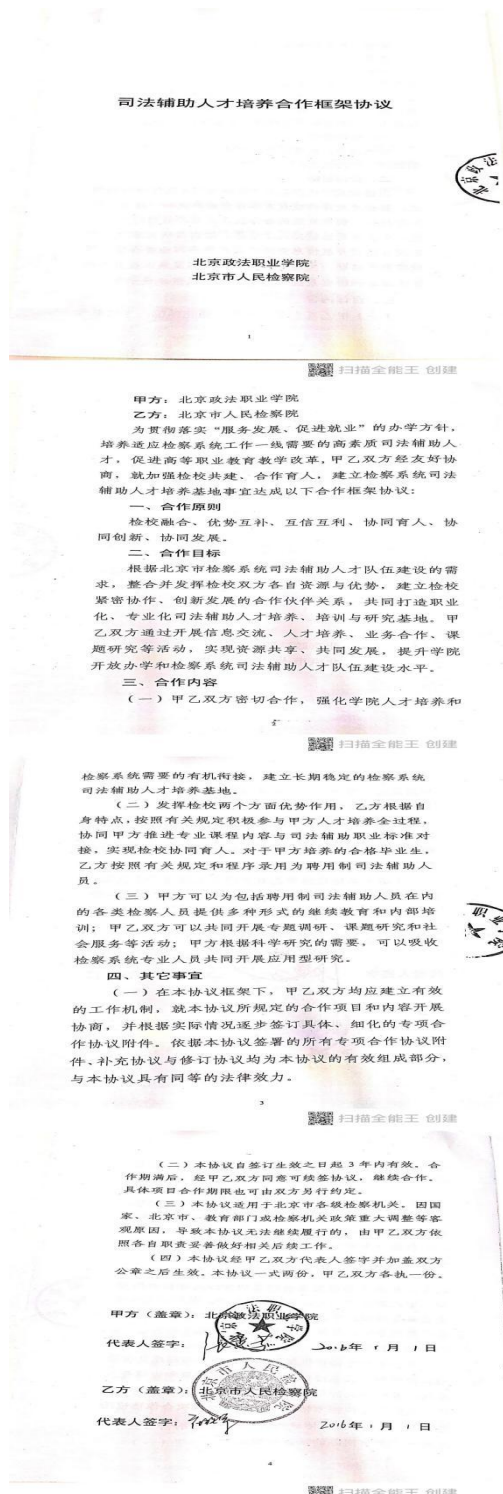 司法辅助人才培养合作框架协议
北京政法职业学院
北京市人民检察院
1
扫描全能王 创建
甲方：北京政法职业学院
乙方：北京市人民检察院
为贯彻落实“服务发展、促进就业”的办学方针，
培养适应检察系统工作一线需要的高素质司法辅助人
才，促进高等职业教育教学改革，甲乙双方经友好协
商，就加强检校共建、合作育人，建立检察系统司法
辅助人才培养基地事宜达成以下合作框架协议：
一、合作原则
检校融合、优势互补、互信互利、协同育人、协
同创新、协同发展。
二、合作目标
根据北京市检察系统司法辅助人才队伍建设的需
求，整合并发挥检校双方各自资源与优势，建立检校
紧密协作、创新发展的合作伙伴关系，共同打造职业
化、专业化司法辅助人才培养、培训与研究基地。甲
乙双方通过开展信息交流、人才培养、业务合作、课
题研究等活动，实现资源共享、共同发展，提升学院
开放办学和检察系统司法辅助人才队伍建设水平。
三、合作内容
（一）甲乙双方密切合作，强化学院人才培养和
扫描全能王 创建
检察系统需要的有机衔接，建立长期稳定的检察系统
司法辅助人才培养基地。
（二）发挥检校两个方面优势作用，乙方根据自
身特点，按照有关规定积极参与甲方人才培养全过程，
协同甲方推进专业课程内容与司法辅助职业标准对
接，实现检校协同育人。对于甲方培养的合格毕业生，
乙方按照有关规定和程序录用为聘用制司法辅助人
员。
（三）甲方可以为包括聘用制司法辅助人员在内
的各类检察人员提供多种形式的继续教育和内部培
训；甲乙双方可以共同开展专题调研、课题研究和社
会服务等活动；甲方根据科学研究的需要，可以吸收
检察系统专业人员共同开展应用型研究。
四、其它事宜
（一）在本协议框架下，甲乙双方均应建立有效
的工作机制，就本协议所规定的合作项目和内容开展
协商，并根据实际情况逐步签订具体、细化的专项合
作协议附件。依据本协议签署的所有专项合作协议附
件、补充协议与修订协议均为本协议的有效组成部分，
与本协议具有同等的法律效力。
3
扫描全能王 创建
（二）本协议自签订生效之日起 3 年内有效。合
作期满后，经甲乙双方同意可续签协议，继续合作。
具体项目合作期限也可由双方另行约定。
（三）本协议适用于北京市各级检察机关。因国
家、北京市、教育部门或检察机关政策重大调整等客
观原因，导致本协议无法继续履行的，由甲乙双方依
照各自职责妥善做好相关后续工作。
（四）本协议经甲乙双方代表人签字并加盖双方
公章之后生效。本协议一式两份，甲乙双方各执一份。
甲方（盖章）：北京政法职业学院
代表人签字：
2016年 1月 1日
乙方（盖章）：北京市人民检察院
代表人签字：
2016年 1月 1日
4
扫描全能王 创建